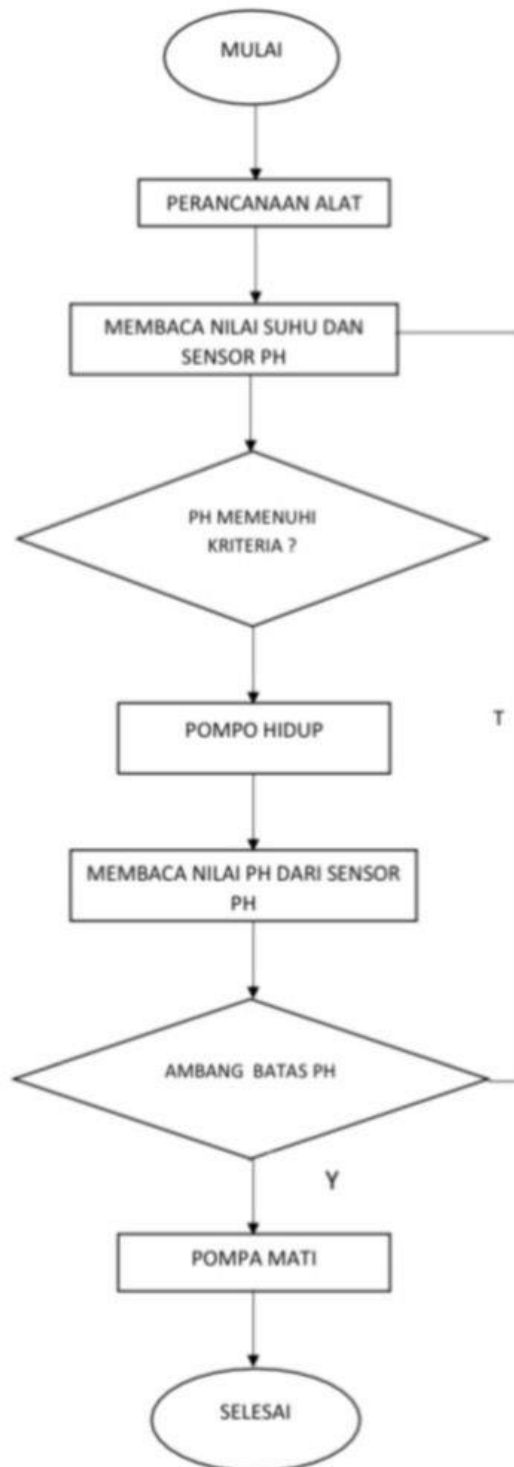 MULAI
PERANCANAAN ALAT
MEMBACA NILAI SUHU DAN
SENSOR PH
PH MEMENUHI
KRITERIA ?
POMPO HIDUP
T
MEMBACA NILAI PH DARI SENSOR
PH
AMBANG BATAS PH
Y
POMPA MATI
SELESAI